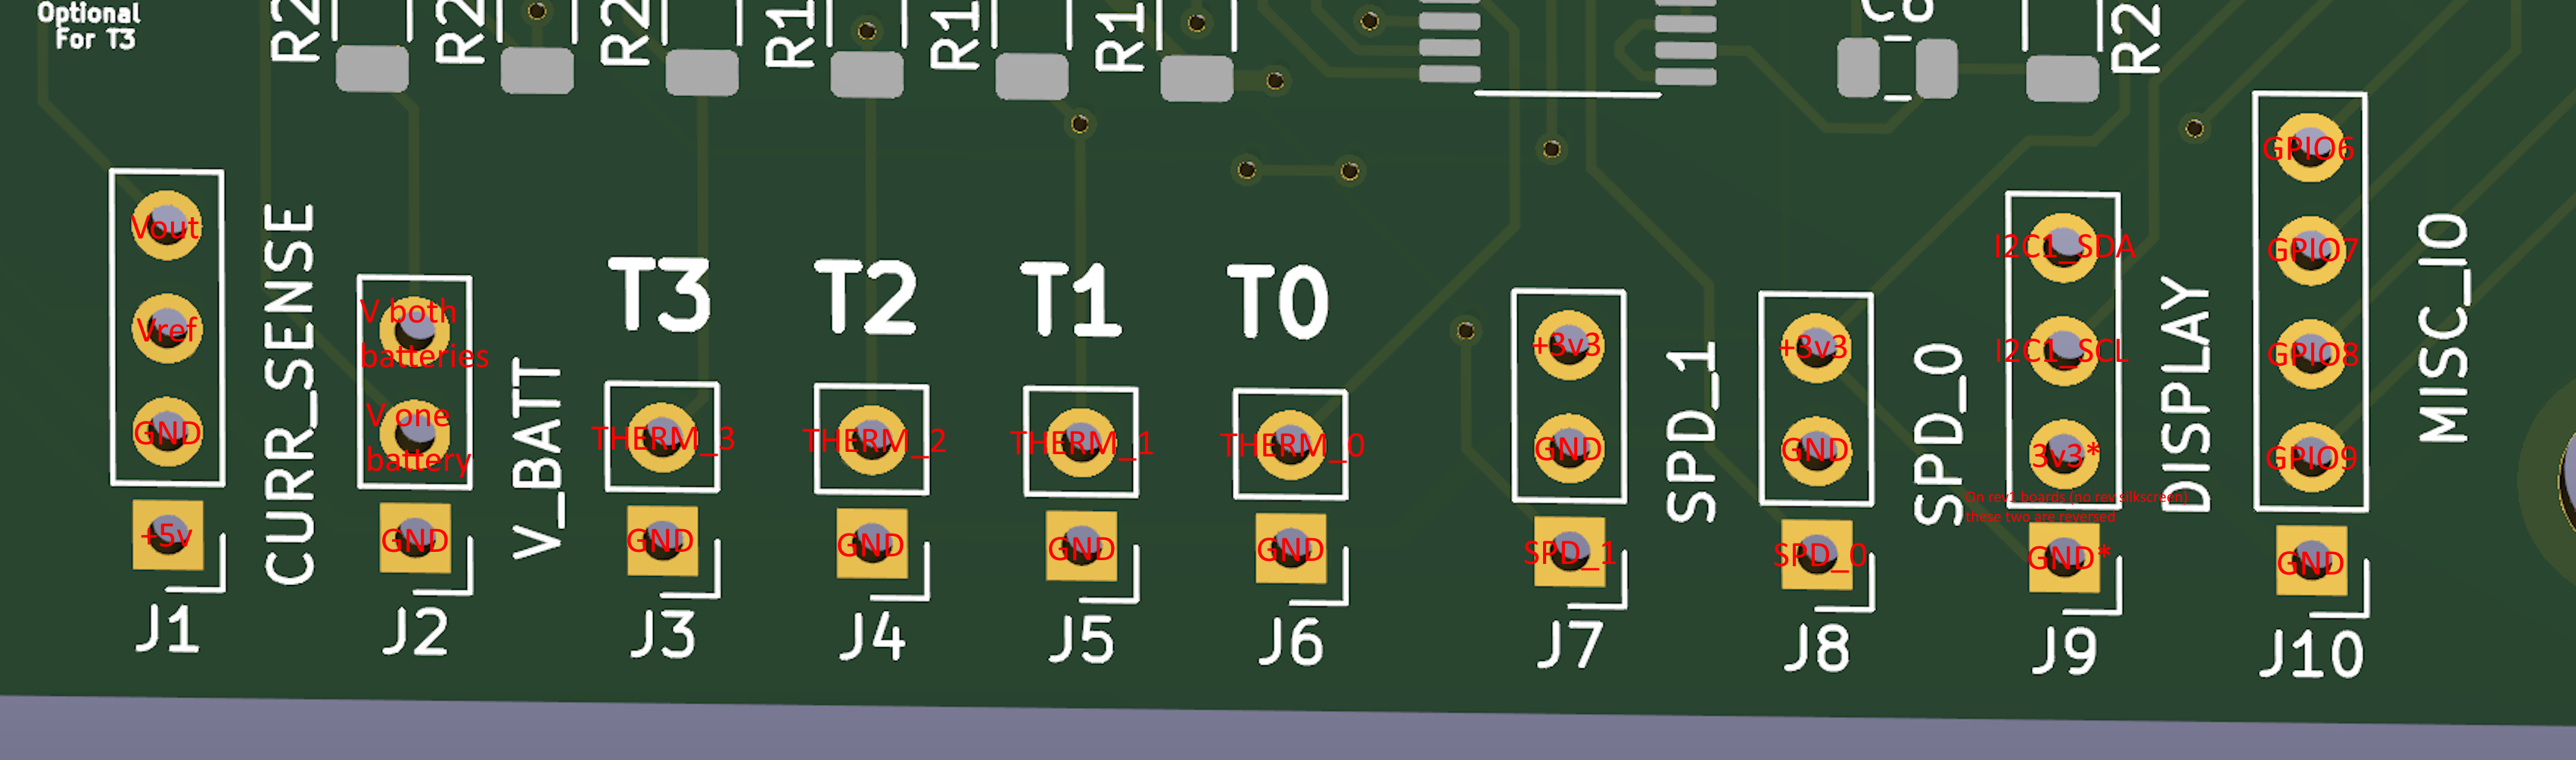 Optional
For T3
R2
R2
R2
R1
R1
R1
C8
R2
Vout
Vref
GND
+5v
CURR_SENSE
J1
V both
batteries
V one
battery
GND
V_BATT
J2
T3
THERM_3
GND
J3
T2
THERM_2
GND
J4
T1
THERM_1
GND
J5
T0
THERM_0
GND
J6
+3v3
GND
SPD_1
SPD_1
J7
+3v3
GND
SPD_0
SPD_0
J8
I2C1_SDA
I2C1_SCL
3v3*
On rev1 boards (no rev silkscreen)
these two are reversed
GND*
DISPLAY
J9
GPIO6
GPIO7
GPIO8
GPIO9
GND
MISC_IO
J10